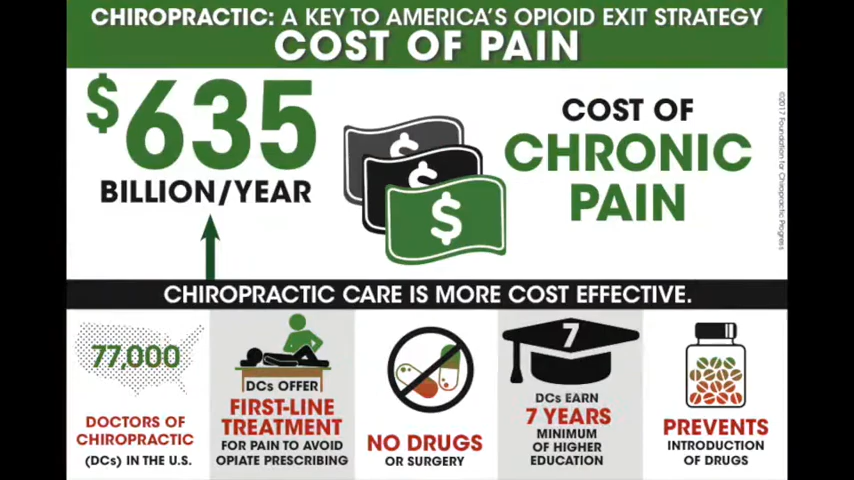 CHIROPRACTIC: A KEY TO AMERICA'S OPIOID EXIT STRATEGY
COST OF PAIN
$635
BILLION/YEAR
$
$
$
COST OF
CHRONIC
PAIN
©2017 Foundation for Chiropractic Progress
CHIROPRACTIC CARE IS MORE COST EFFECTIVE.
77,000
DOCTORS OF
CHIROPRACTIC
(DCs) IN THE U.S.
DCs OFFER
FIRST-LINE
TREATMENT
FOR PAIN TO AVOID
OPIATE PRESCRIBING
NO DRUGS
OR SURGERY
7
DCs EARN
7 YEARS
MINIMUM
OF HIGHER
EDUCATION
PREVENTS
INTRODUCTION
OF DRUGS